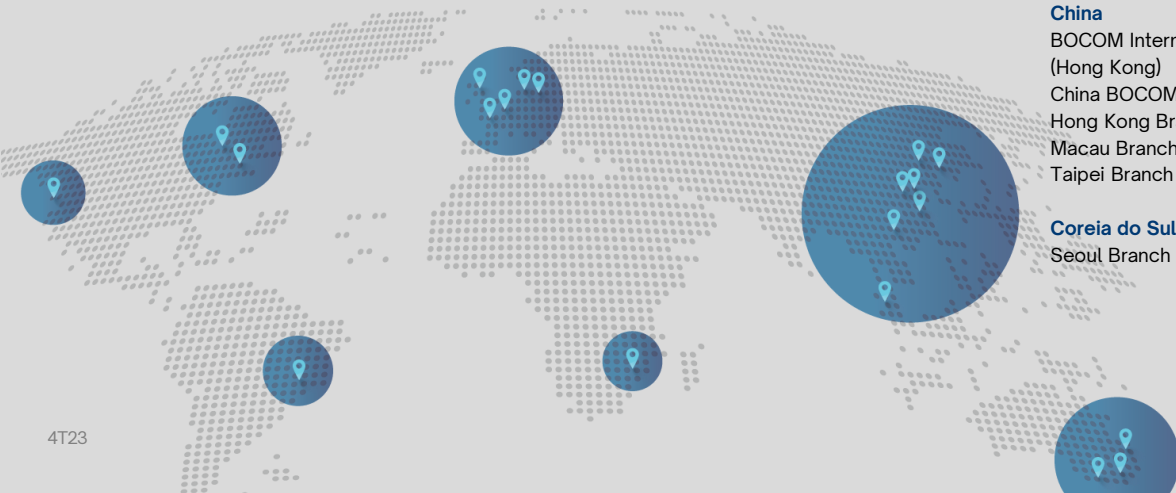 China
BOCOM Intern
(Hong Kong)
China BOCOM
Hong Kong Br
Macau Branch
Taipei Branch
Coreia do Sul
Seoul Branch
4T23